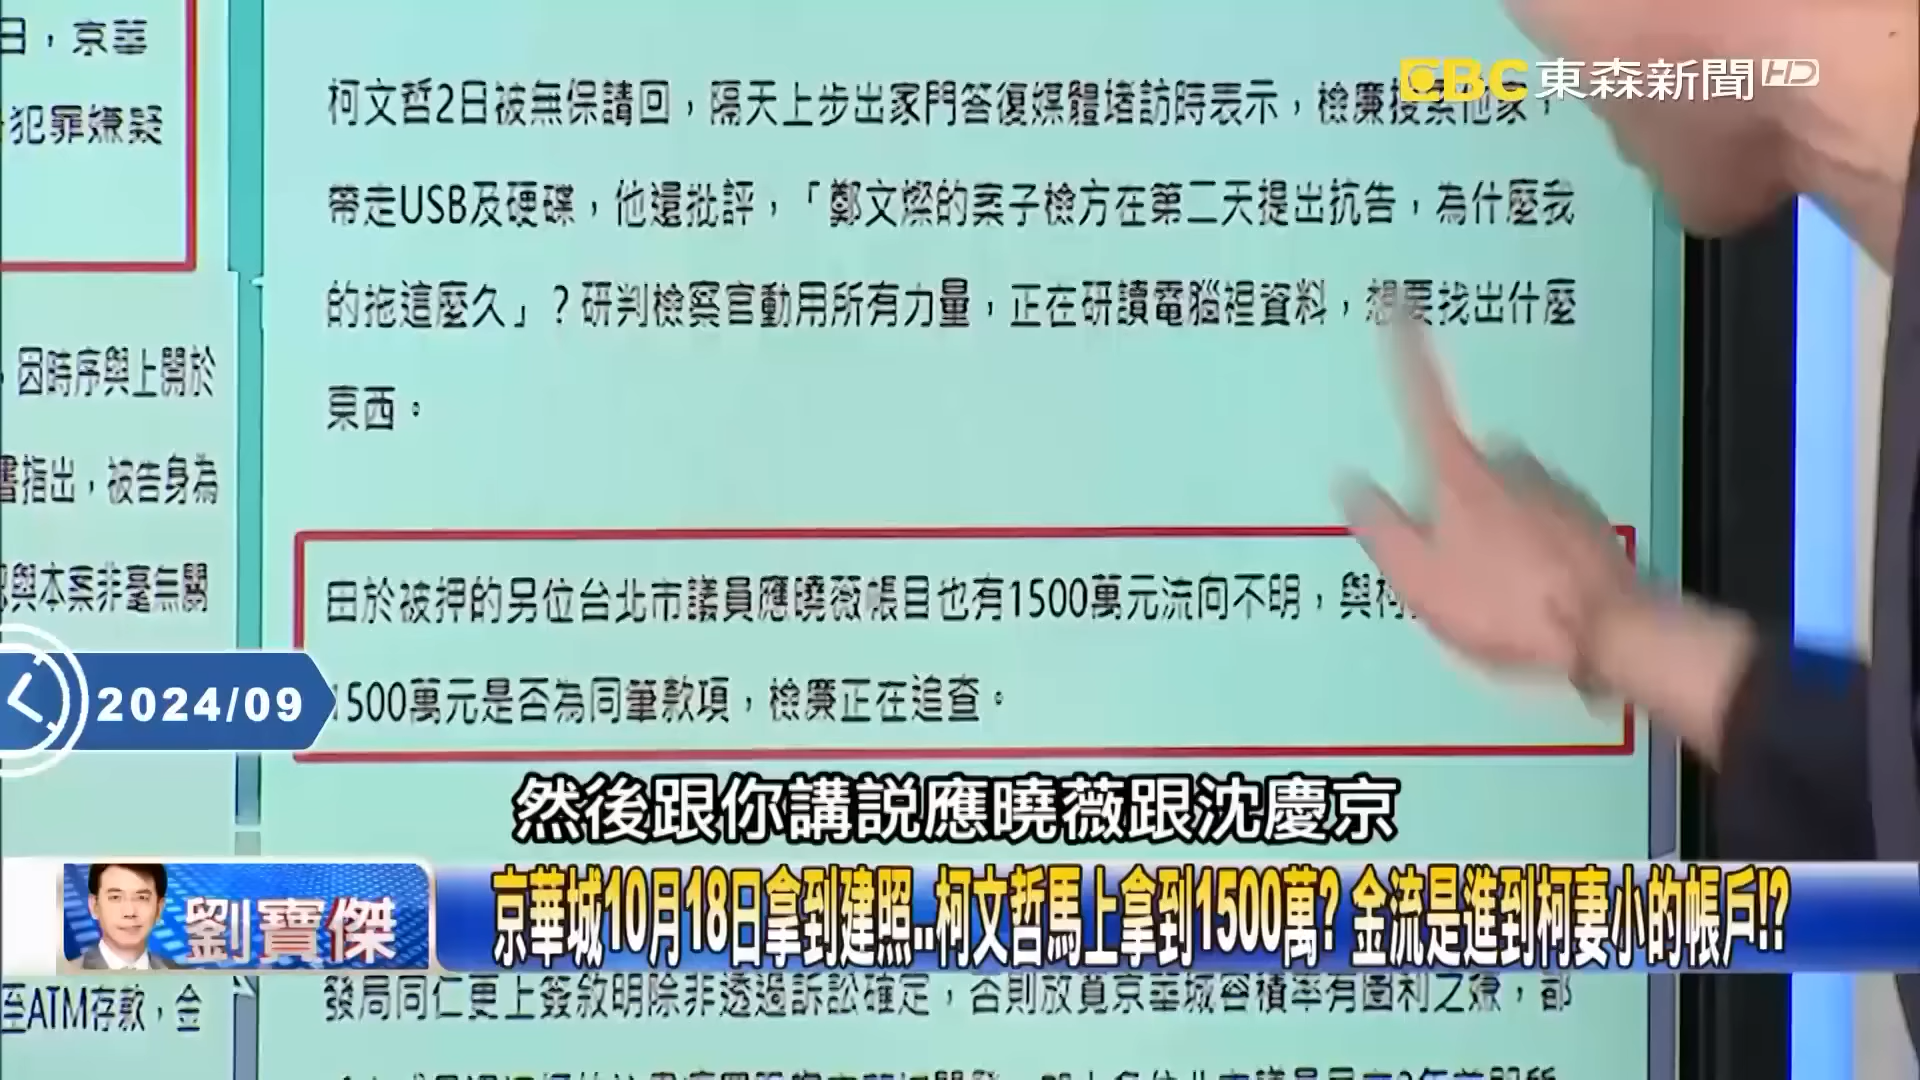 日，京華
犯罪嫌疑
因時序與上開於
書指出，被告身為
與本案非毫無關
至ATM存款，金
EBC東森新聞HD
柯文哲2日被無保請回，隔天上步出家門答復媒體堵訪時表示，檢廉搜索他家，
帶走USB及硬碟，他還批評，「鄭文燦的案子檢方在第二天提出抗告，為什麼我
的拖這麼久」？研判檢察官動用所有力量，正在研讀電腦裡資料，想要找出什麼
東西。
由於被押的另位台北市議員應曉薇帳目也有1500萬元流向不明，與柯
1500萬元是否為同筆款項，檢廉正在追查。
2024/09
然後跟你講說應曉薇跟沈慶京
劉寶傑
京華城10月18日拿到建照..柯文哲馬上拿到1500萬？金流是進到柯妻小的帳戶!?
發局同仁更上簽敘明除非透過訴訟確定，否則放寬京華城容積率有圖利之嫌，都